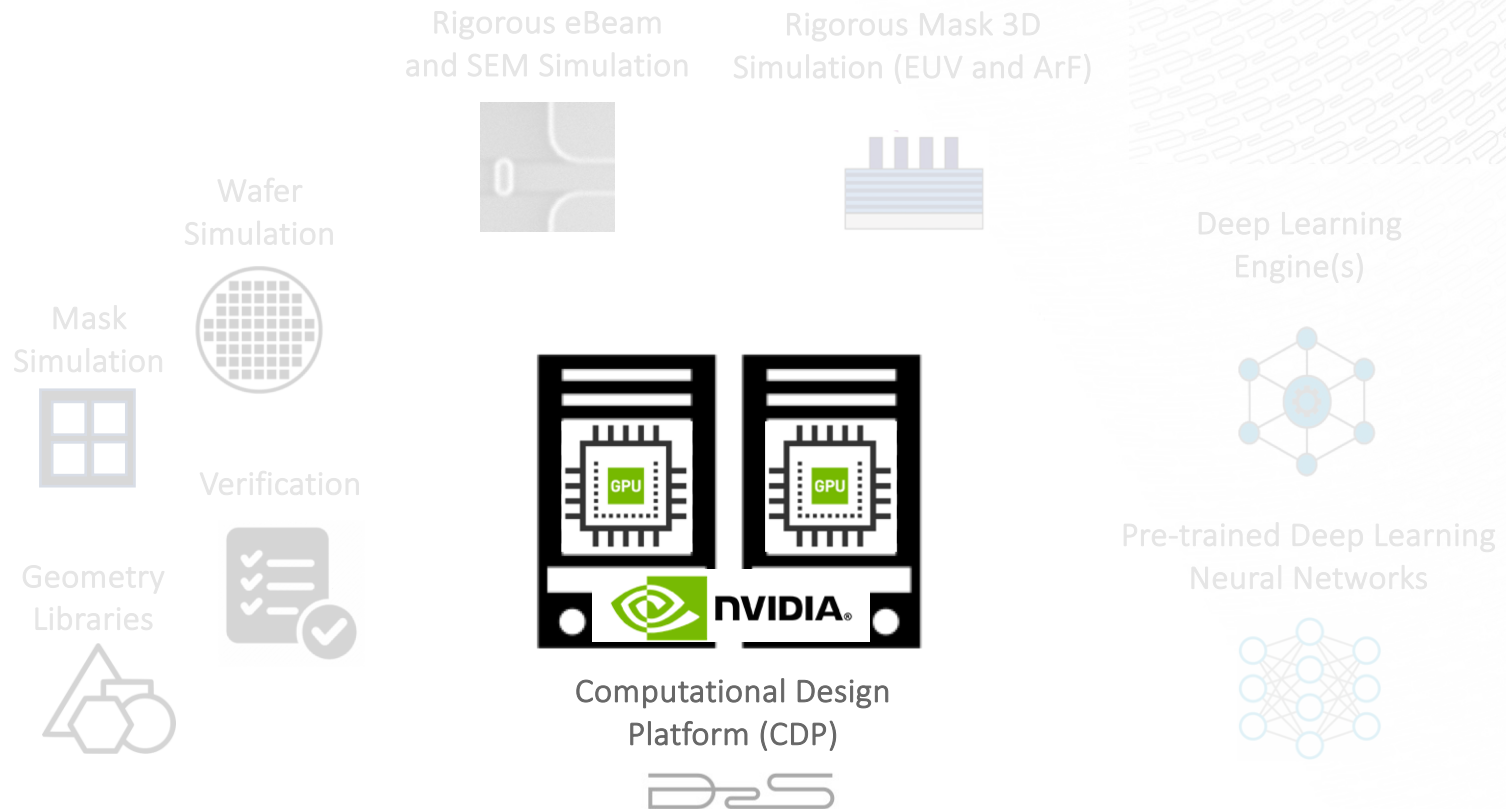 Rigorous eBeam
and SEM Simulation
Rigorous Mask 3D
Simulation (EUV and ArF)
Wafer
Simulation
Deep Learning
Engine(s)
Mask
Simulation
Verification
GPU
GPU
Pre-trained Deep Learning
Neural Networks
Geometry
Libraries
NVIDIA®
Computational Design
Platform (CDP)
D2S